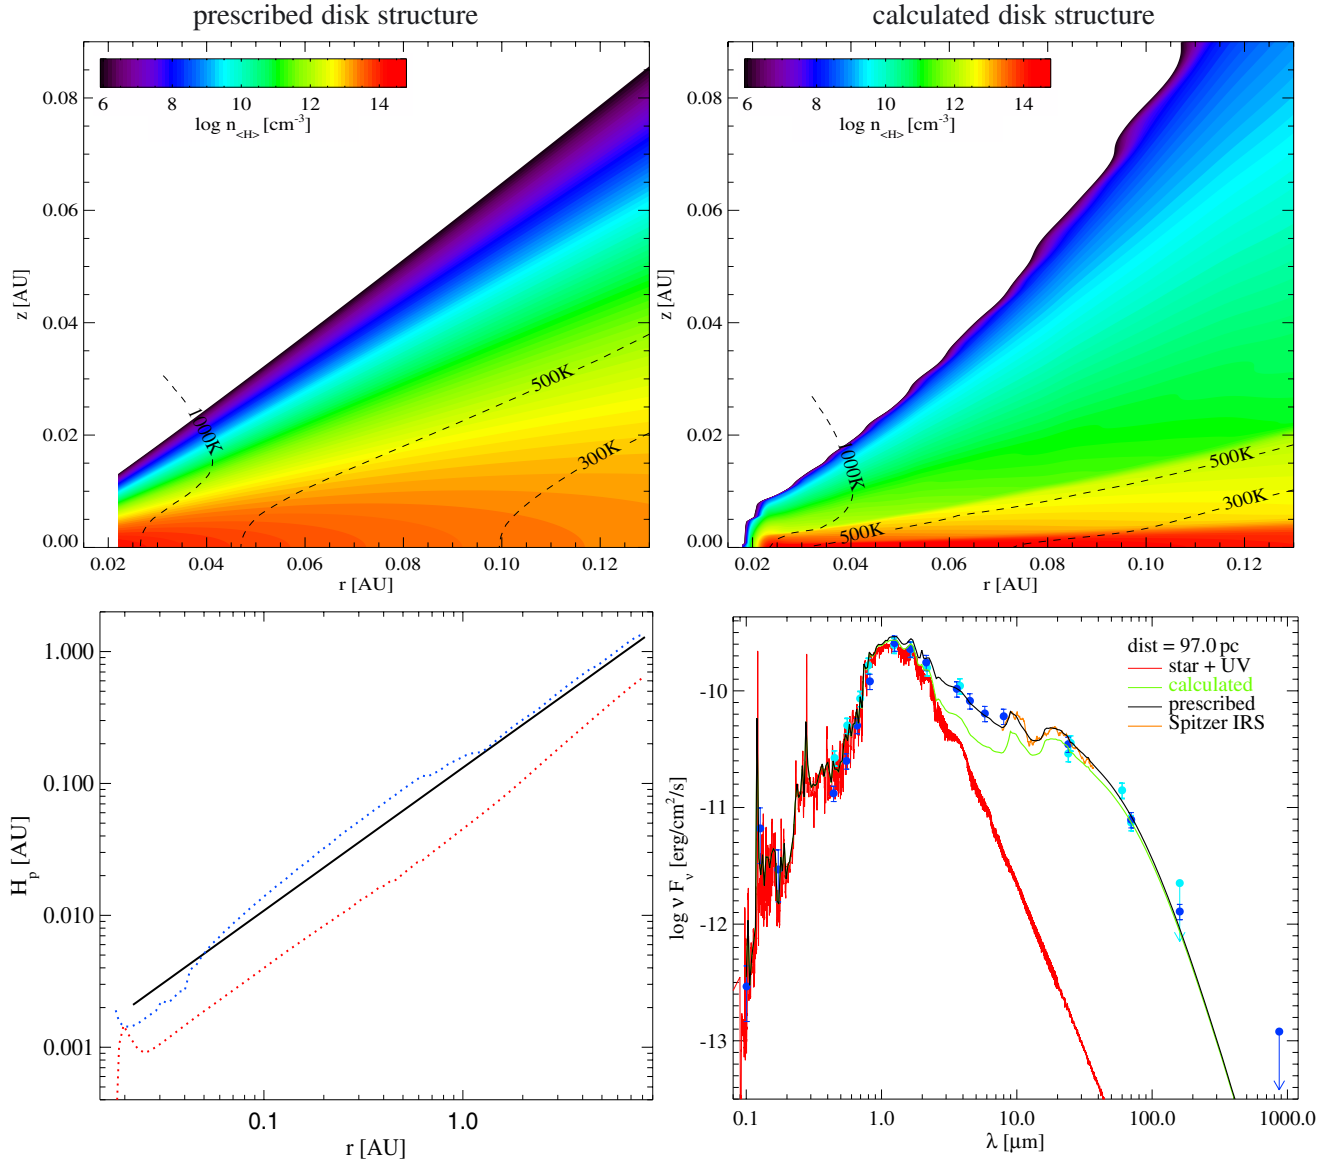 prescribed disk structure
calculated disk structure
6 8 10 12 14
log n<H> [cm-3]
6 8 10 12 14
log n<H> [cm-3]
0.08
0.06
0.04
0.02
0.00
z [AU]
1000K
500K
300K
0.02 0.04 0.06 0.08 0.10 0.12
r [AU]
0.08
0.06
0.04
0.02
0.00
z [AU]
1000K
500K
300K
500K
0.02 0.04 0.06 0.08 0.10 0.12
r [AU]
1.000
0.100
0.010
0.001
Hp [AU]
0.1 1.0
r [AU]
-10
-11
-12
-13
log ν Fν [erg/cm2/s]
dist = 97.0 pc
star + UV
calculated
prescribed
Spitzer IRS
0.1 1.0 10.0 100.0 1000.0
λ [µm]